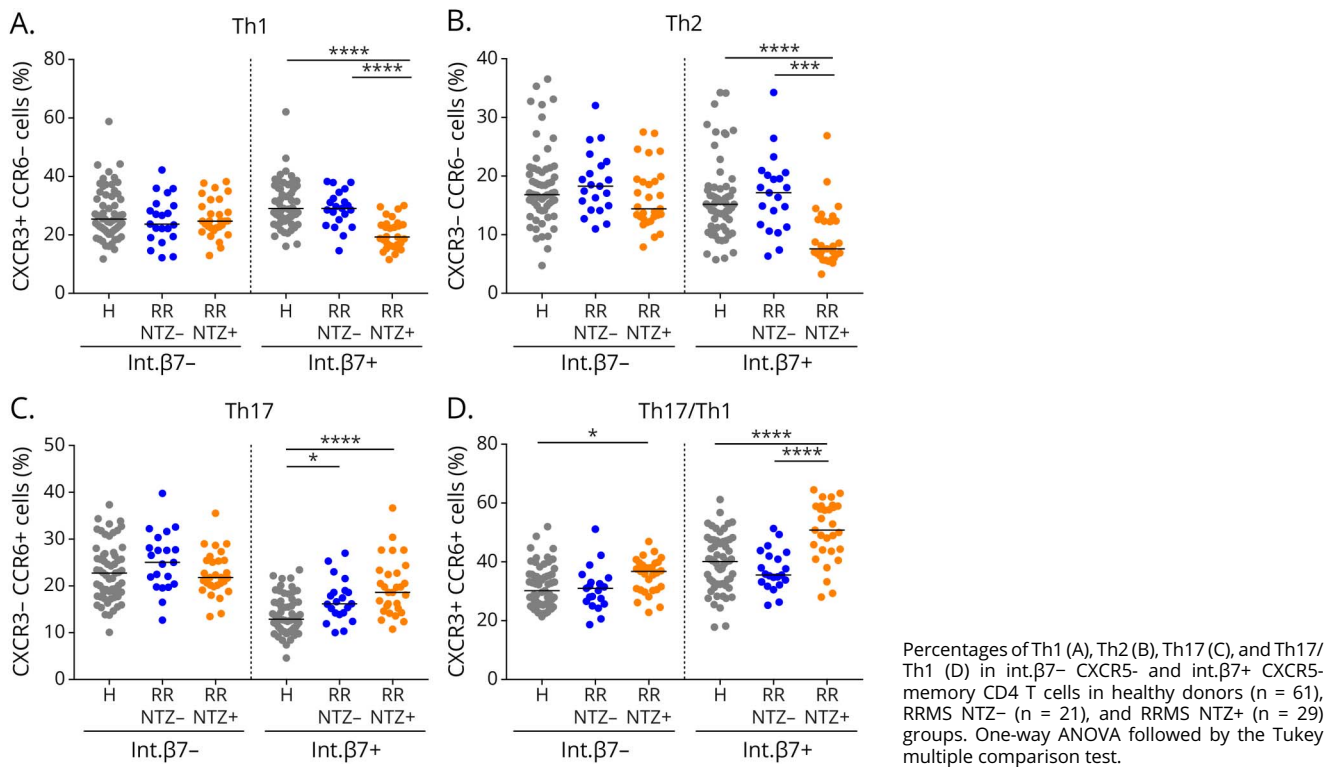 A.
Th1
CXCR3+ CCR6− cells (%)
80
60
40
20
0
****
****
H
RR
RR
H
RR
RR
NTZ−
NTZ+
NTZ−
NTZ+
Int.β7−
Int.β7+
B.
Th2
CXCR3− CCR6− cells (%)
40
30
20
10
0
****
***
H
RR
RR
H
RR
RR
NTZ−
NTZ+
NTZ−
NTZ+
Int.β7−
Int.β7+
C.
Th17
CXCR3− CCR6+ cells (%)
50
40
30
20
10
0
****
*
H
RR
RR
H
RR
RR
NTZ−
NTZ+
NTZ−
NTZ+
Int.β7−
Int.β7+
D.
Th17/Th1
CXCR3+ CCR6+ cells (%)
80
60
40
20
0
*
****
****
H
RR
RR
H
RR
RR
NTZ−
NTZ+
NTZ−
NTZ+
Int.β7−
Int.β7+
Percentages of Th1 (A), Th2 (B), Th17 (C), and Th17/
Th1 (D) in int.β7− CXCR5- and int.β7+ CXCR5-
memory CD4 T cells in healthy donors (n = 61),
RRMS NTZ− (n = 21), and RRMS NTZ+ (n = 29)
groups. One-way ANOVA followed by the Tukey
multiple comparison test.